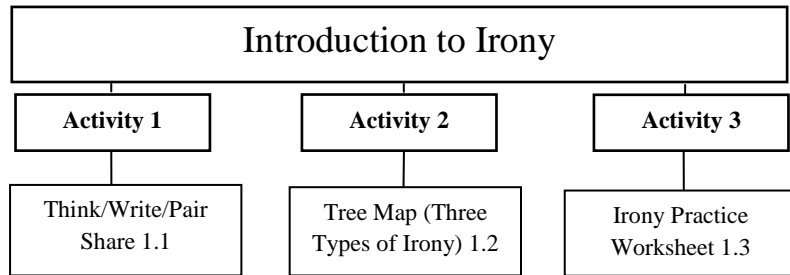 Introduction to Irony
Activity 1
Activity 2
Activity 3
Think/Write/Pair
Share 1.1
Tree Map (Three
Types of Irony) 1.2
Irony Practice
Worksheet 1.3